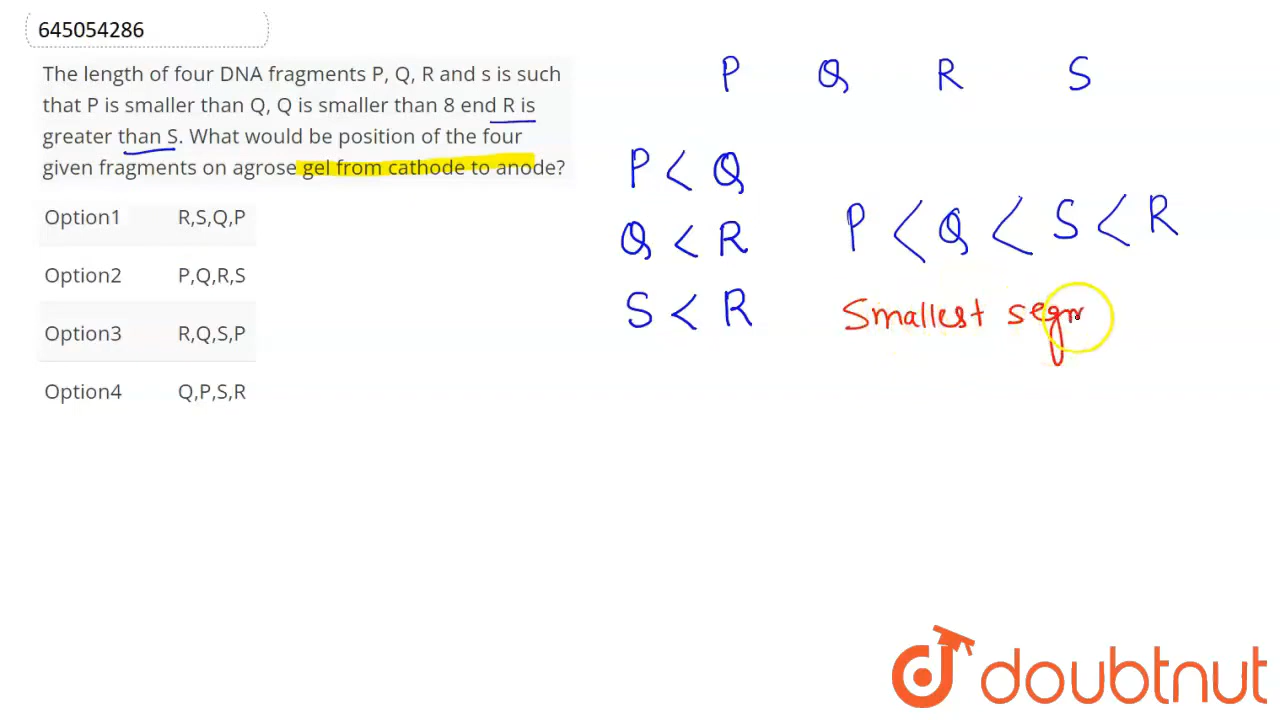 645054286
The length of four DNA fragments P, Q, R and s is such
that P is smaller than Q, Q is smaller than 8 end R is
greater than S. What would be position of the four
given fragments on agrose gel from cathode to anode?
Option1 R,S,Q,P
Option2 P,Q,R,S
Option3 R,Q,S,P
Option4 Q,P,S,R
P Q R S
P < Q
Q < R
S < R
P < Q < S < R
Smallest segm
doubtnut